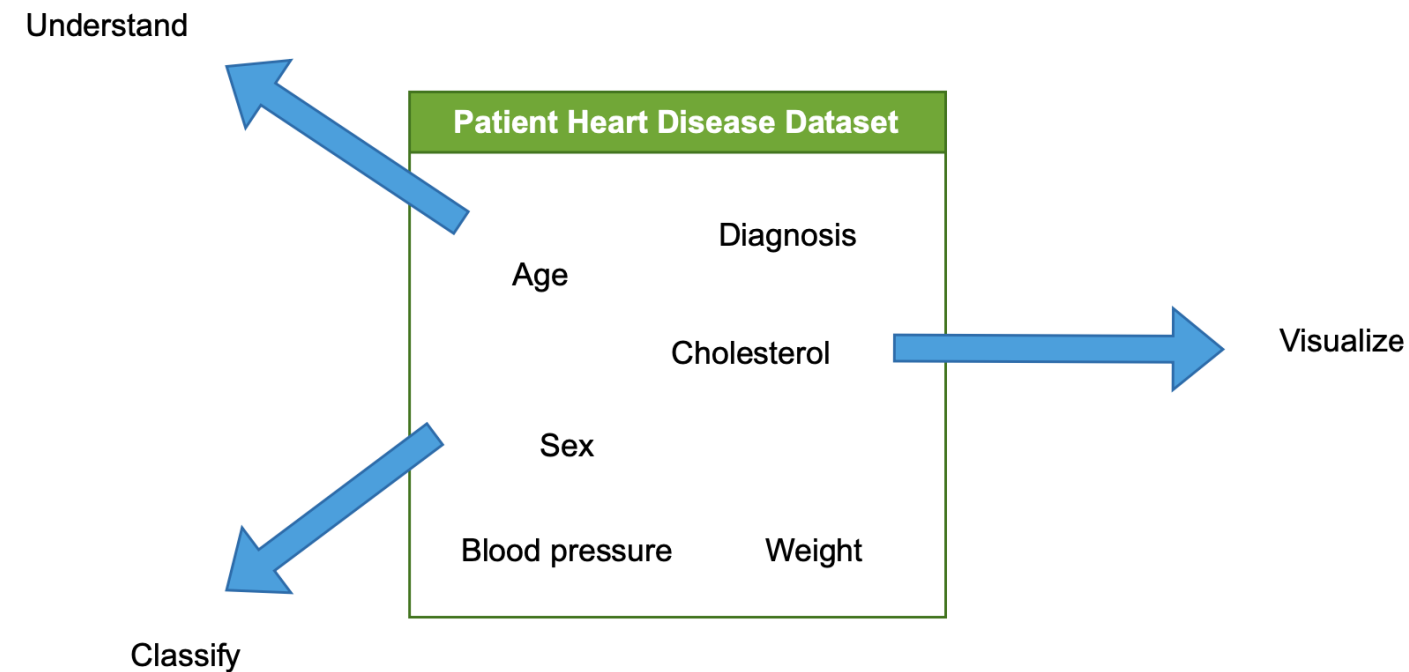 Understand
Patient Heart Disease Dataset
Diagnosis
Age
Visualize
Cholesterol
Sex
Blood pressure
Weight
Classify